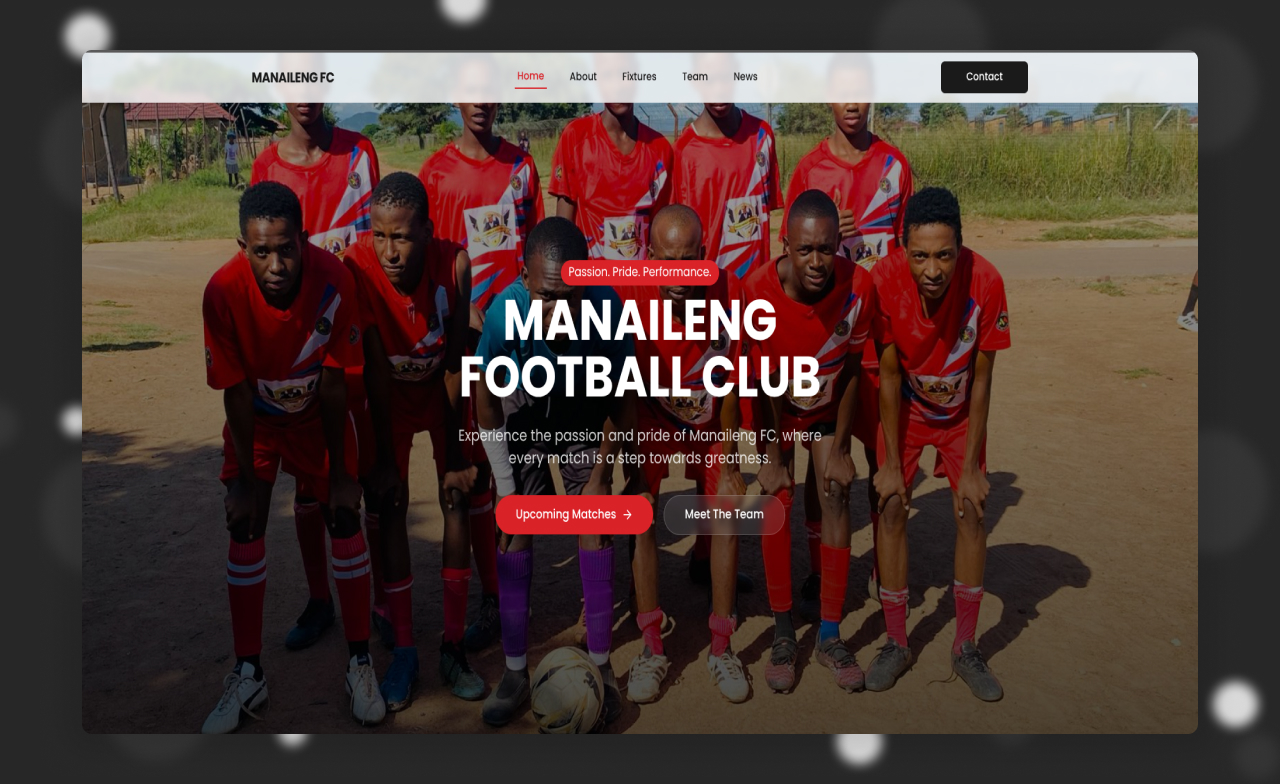 MANAILENG FC
Home About Fixtures Team News
Contact
Passion. Pride. Performance.
MANAILENG
FOOTBALL CLUB
Experience the passion and pride of Manaileng FC, where
every match is a step towards greatness.
Upcoming Matches →
Meet The Team